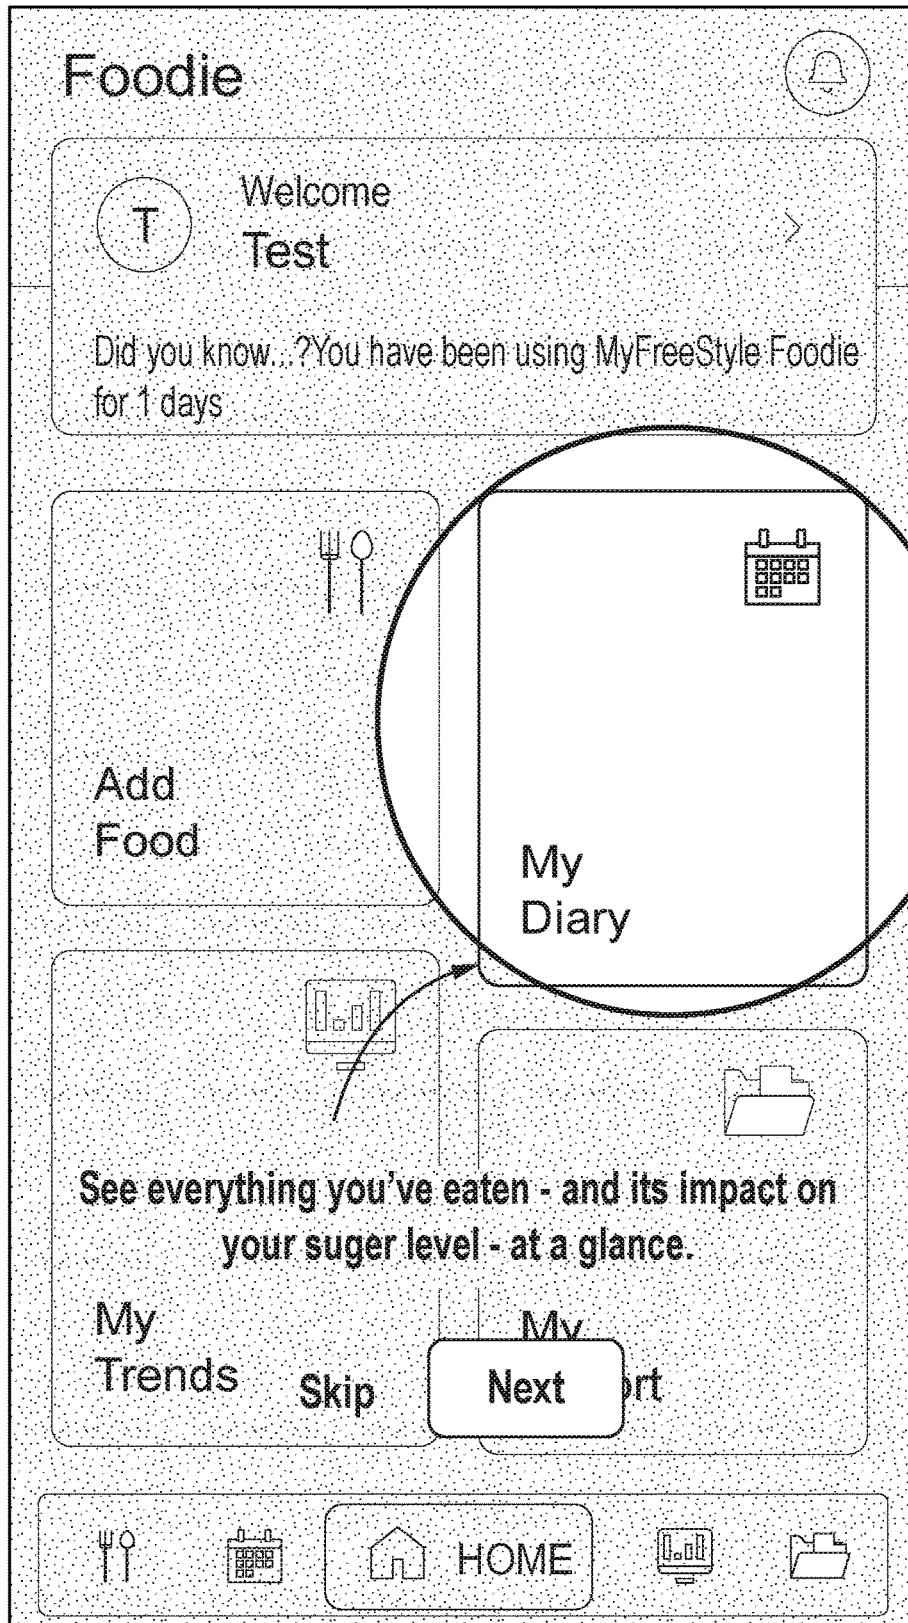 Foodie
T
Welcome
Test
Did you know...?You have been using MyFreeStyle Foodie
for 1 days
Add
Food
My
Diary
See everything you've eaten - and its impact on
your suger level - at a glance.
My
Trends
My
ort
Skip
Next
HOME